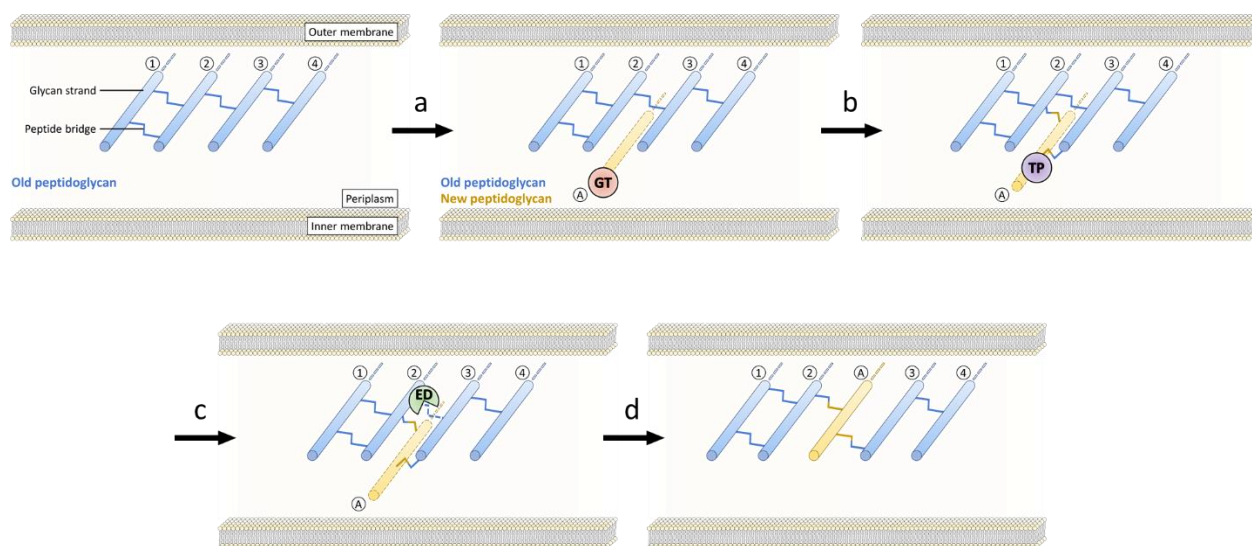 Outer membrane
① ② ③ ④
Glycan strand
Peptide bridge
Old peptidoglycan
Periplasm
Inner membrane
a
① ② ③ ④
GT
Ⓐ
Old peptidoglycan
New peptidoglycan
b
① ② ③ ④
TP
Ⓐ
c
① ② ③ ④
ED
Ⓐ
d
① ② Ⓐ ③ ④